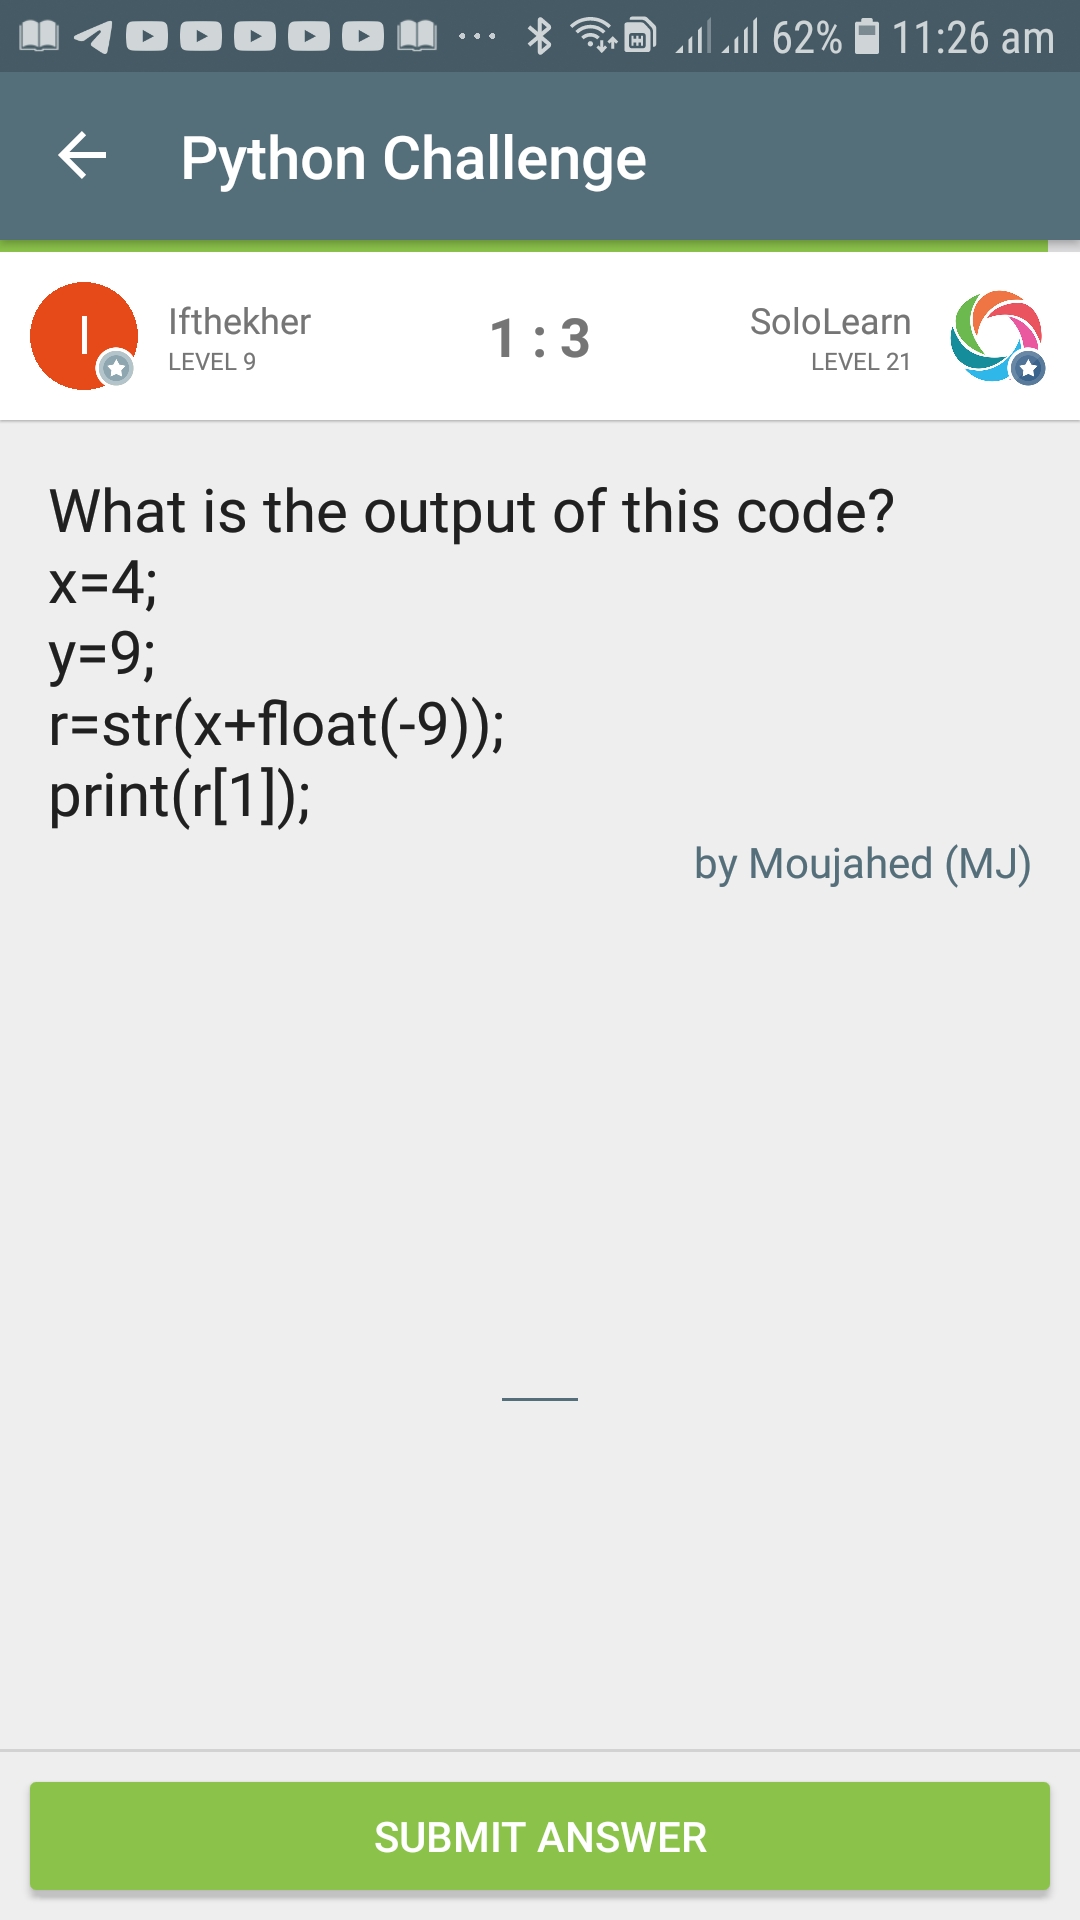 62% 11:26 am
Python Challenge
I
Ifthekher
LEVEL 9
1 : 3
SoloLearn
LEVEL 21
What is the output of this code?
x=4;
y=9;
r=str(x+float(-9));
print(r[1]);
by Moujahed (MJ)
SUBMIT ANSWER